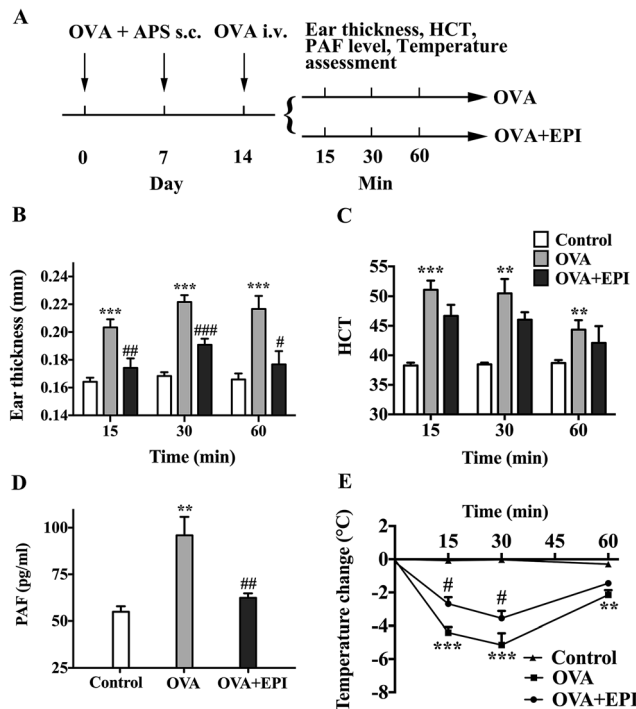 A
OVA + APS s.c.
OVA i.v.
Ear thickness, HCT,
PAF level, Temperature
assessment
OVA
OVA+EPI
0
7
14
15
30
60
Day
Min
B
Ear thickness (mm)
0.24
0.22
0.20
0.18
0.16
0.14
***
##
***
###
***
#
15
30
60
Time (min)
C
Control
OVA
OVA+EPI
HCT
55
50
45
40
35
30
***
**
**
15
30
60
Time (min)
D
PAF (pg/ml)
100
75
50
25
**
##
Control
OVA
OVA+EPI
E
Time (min)
Temperature change (°C)
2
0
-2
-4
-6
-8
15
30
45
60
#
#
***
***
**
Control
OVA
OVA+EPI